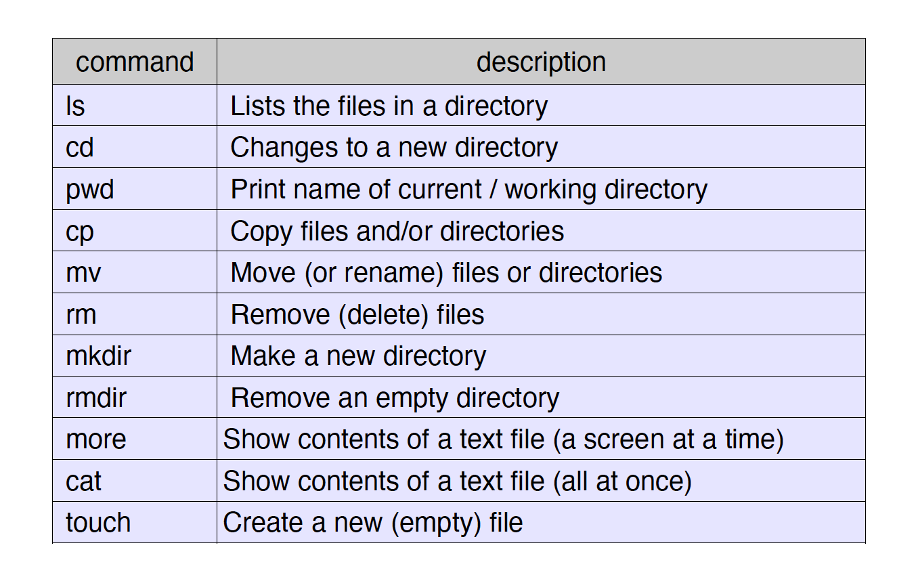 command description
ls Lists the files in a directory
cd Changes to a new directory
pwd Print name of current / working directory
cp Copy files and/or directories
mv Move (or rename) files or directories
rm Remove (delete) files
mkdir Make a new directory
rmdir Remove an empty directory
more Show contents of a text file (a screen at a time)
cat Show contents of a text file (all at once)
touch Create a new (empty) file